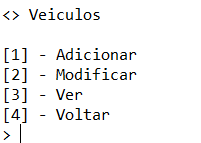 <> Veiculos
[1] - Adicionar
[2] - Modificar
[3] - Ver
[4] - Voltar
>